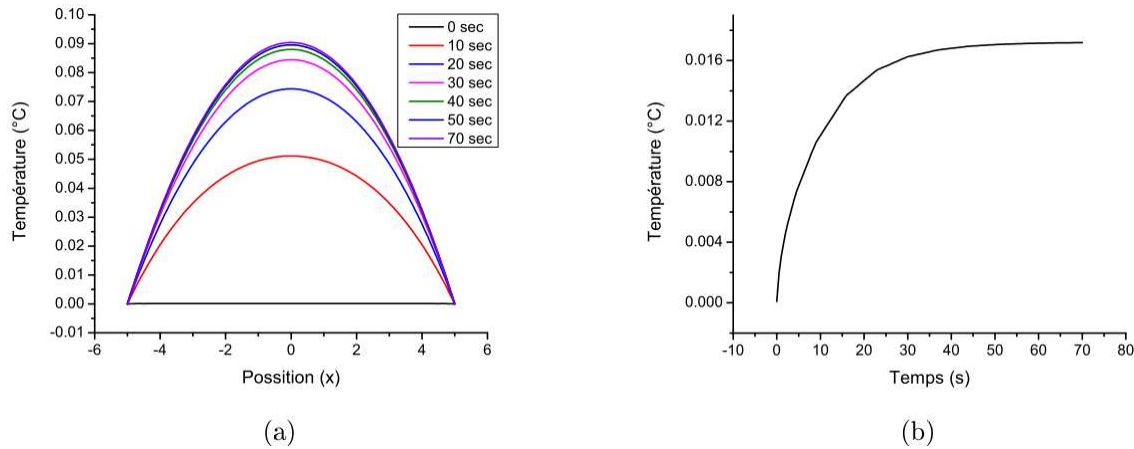 0.10
0.09
0.08
0.07
0.06
0.05
0.04
0.03
0.02
0.01
0.00
-0.01
Température (°C)
-6 -4 -2 0 2 4 6
Possition (x)
0 sec
10 sec
20 sec
30 sec
40 sec
50 sec
70 sec
(a)
0.016
0.012
0.008
0.004
0.000
Température (°C)
-10 0 10 20 30 40 50 60 70 80
Temps (s)
(b)